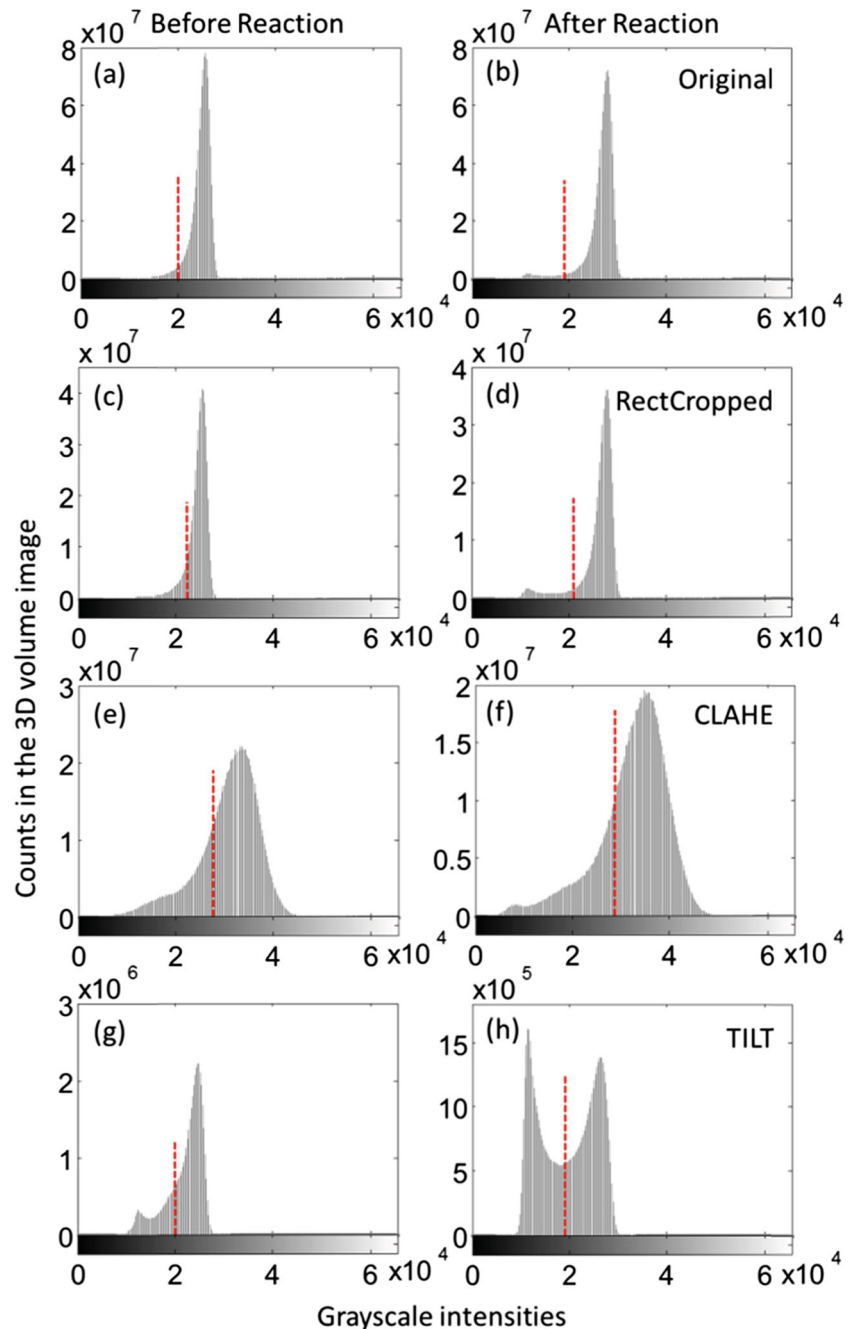 x10 7 Before Reaction
x10 7 After Reaction
8
6
4
2
0
(a)
0 2 4 6 x10 4
8
6
4
2
0
(b)
Original
0 2 4 6 x10 4
x 10 7
4
3
2
1
0
(c)
0 2 4 6 x10 4
x 10 7
4
3
2
1
0
(d)
RectCropped
0 2 4 6 x10 4
x10 7
3
2
1
0
(e)
0 2 4 6 x10 4
x10 7
2
1.5
1
0.5
0
(f)
CLAHE
0 2 4 6 x10 4
x10 6
3
2
1
0
(g)
0 2 4 6 x10 4
x10 5
15
10
5
0
(h)
TILT
0 2 4 6 x10 4
Counts in the 3D volume image
Grayscale intensities